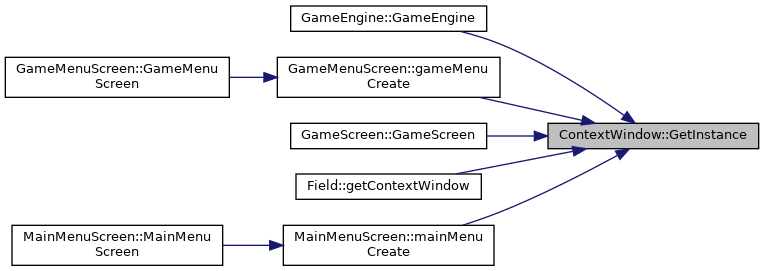 GameEngine::GameEngine
GameMenuScreen::GameMenu
Screen
GameMenuScreen::gameMenu
Create
GameScreen::GameScreen
ContextWindow::GetInstance
Field::getContextWindow
MainMenuScreen::MainMenu
Screen
MainMenuScreen::mainMenu
Create